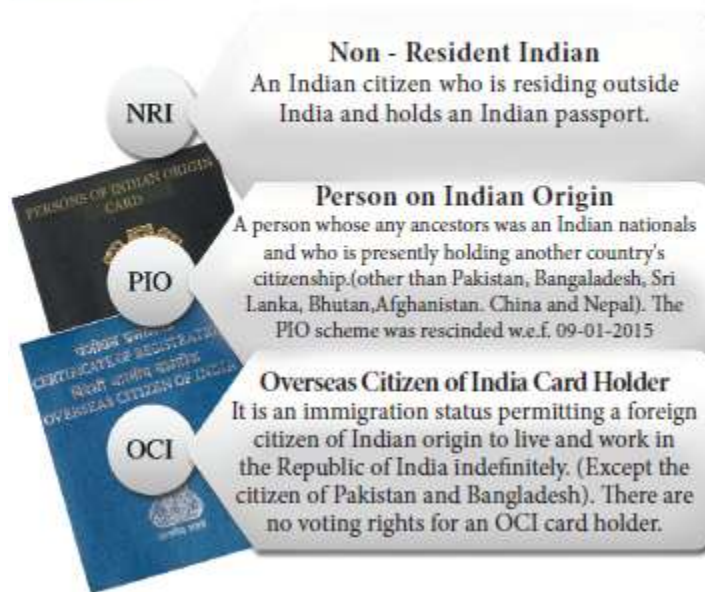 Non - Resident Indian
An Indian citizen who is residing outside
India and holds an Indian passport.
NRI
PERSONS OF INDIAN ORIGIN
CARD
Person on Indian Origin
A person whose any ancestors was an Indian nationals
and who is presently holding another country's
citizenship.(other than Pakistan, Bangaladesh, Sri
Lanka, Bhutan,Afghanistan. China and Nepal). The
PIO scheme was rescinded w.e.f. 09-01-2015
PIO
CERTIFICATE OF REGISTRATION
OVERSEAS CITIZEN OF INDIA
Overseas Citizen of India Card Holder
It is an immigration status permitting a foreign
citizen of Indian origin to live and work in
the Republic of India indefinitely. (Except the
citizen of Pakistan and Bangladesh). There are
no voting rights for an OCI card holder.
OCI